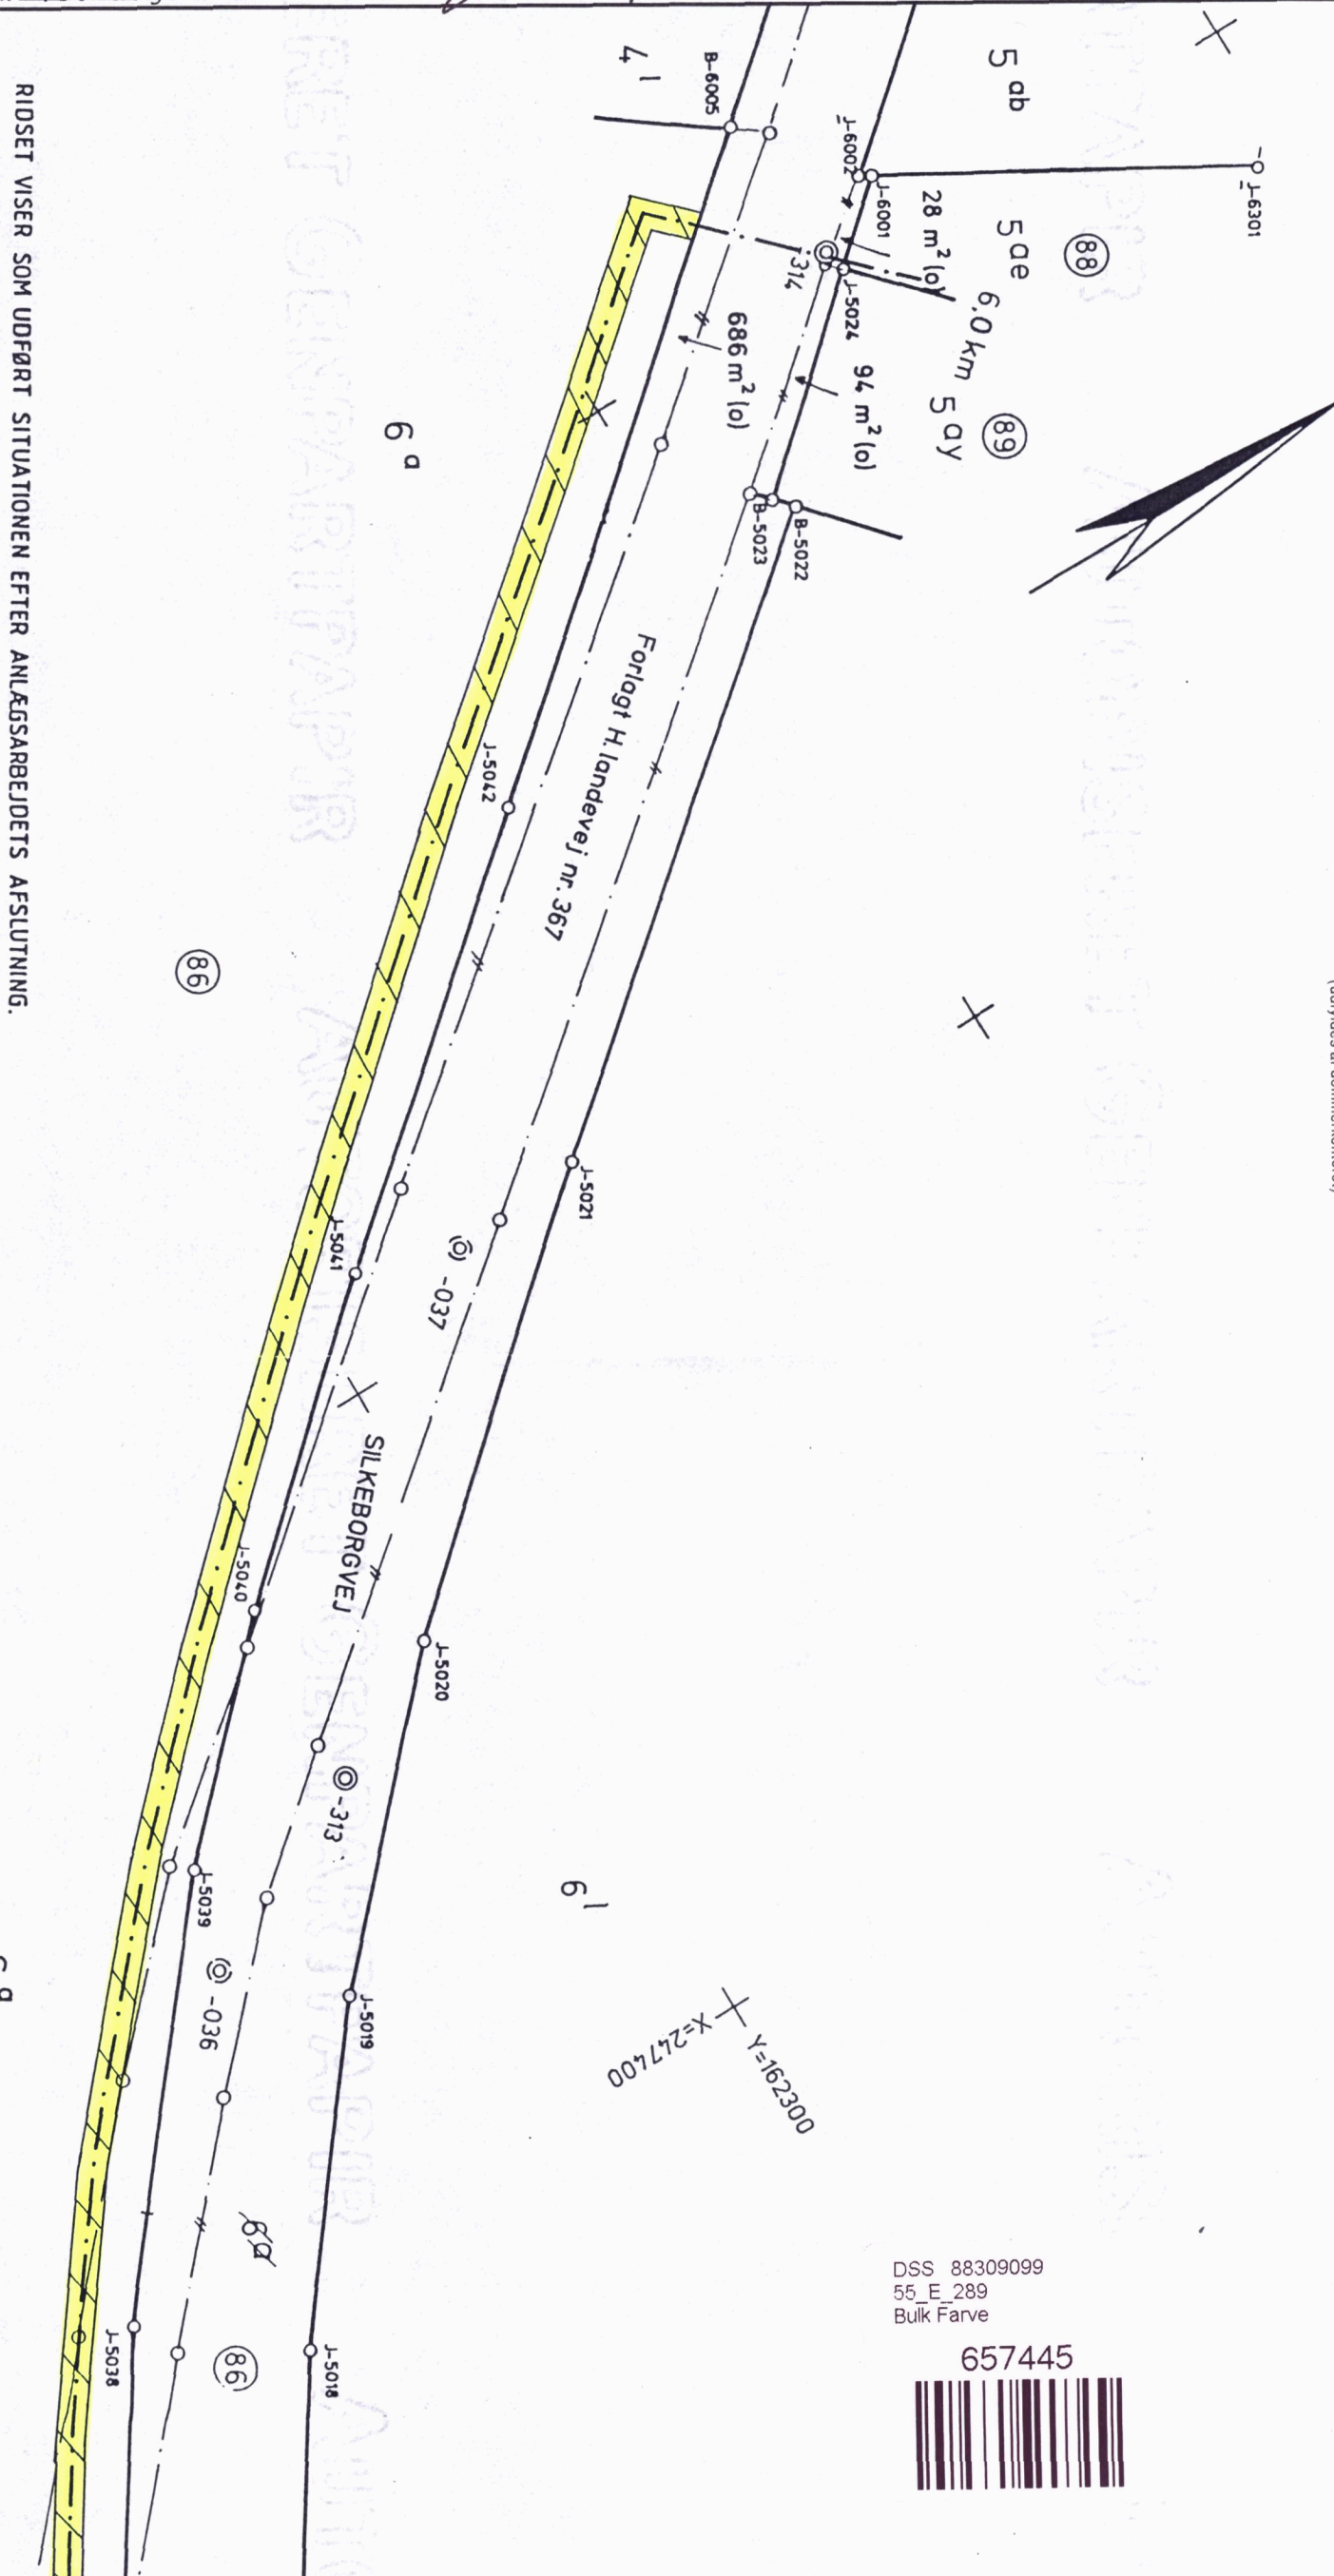 RIDSET VISER SOM UDFØRT SITUATIONEN EFTER ANLÆGSARBEJDETS AFSLUTNING.
4 l
B-6005
5 ab
J-6002
J-6001
J-6301
28 m² (o)
5 ae
88
-314
J-5024
6.0 km
686 m² (o)
94 m² (o)
5 ay
89
6 a
B-5023
B-5022
Forlagt H.landevej nr. 367
J-5042
86
J-5021
J-5041
-037
SILKEBORGVEJ
J-5040
J-5020
-313
6 l
J-5039
-036
J-5019
X=247400
Y=162300
6a
86
J-5038
J-5018
DSS 88309099
55_E_289
Bulk Farve
657445